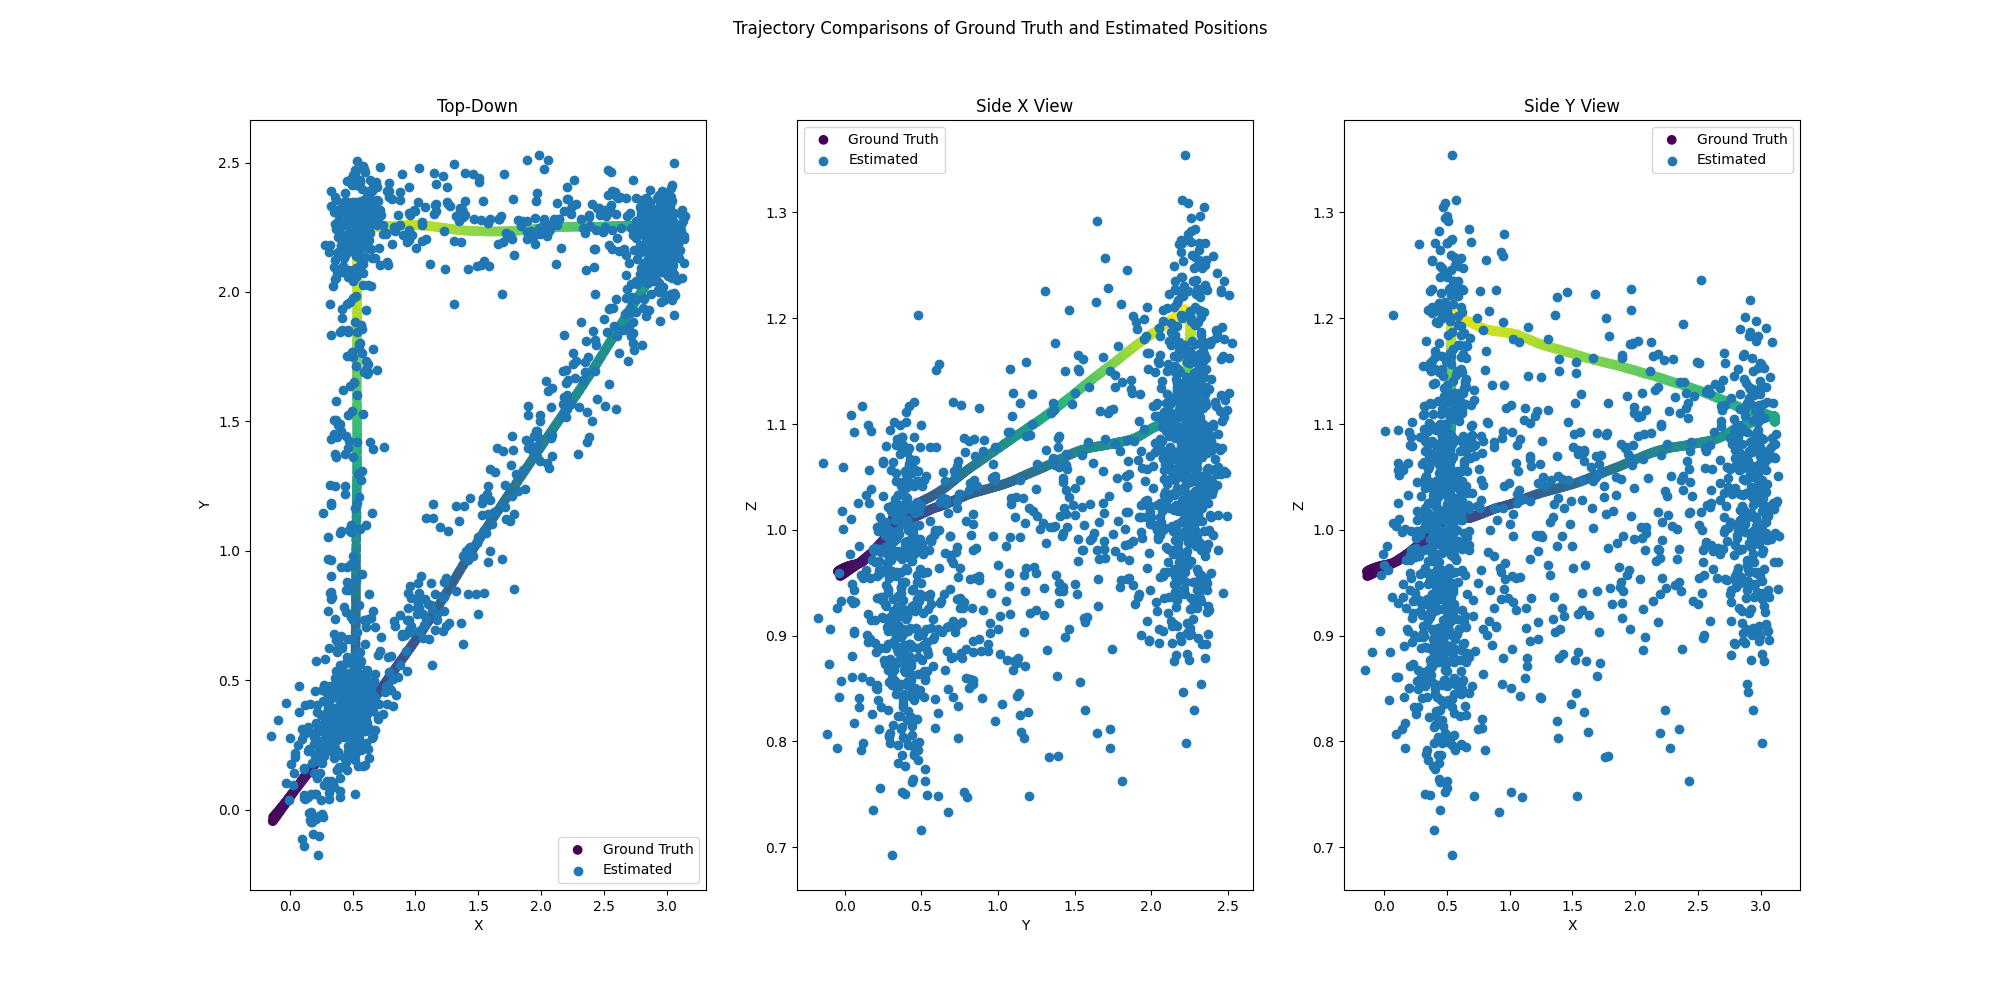 Trajectory Comparisons of Ground Truth and Estimated Positions
Top-Down
Y
2.5
2.0
1.5
1.0
0.5
0.0
Ground Truth
Estimated
0.0 0.5 1.0 1.5 2.0 2.5 3.0
X
Side X View
Ground Truth
Estimated
Z
1.3
1.2
1.1
1.0
0.9
0.8
0.7
0.0 0.5 1.0 1.5 2.0 2.5
Y
Side Y View
Ground Truth
Estimated
Z
1.3
1.2
1.1
1.0
0.9
0.8
0.7
0.0 0.5 1.0 1.5 2.0 2.5 3.0
X